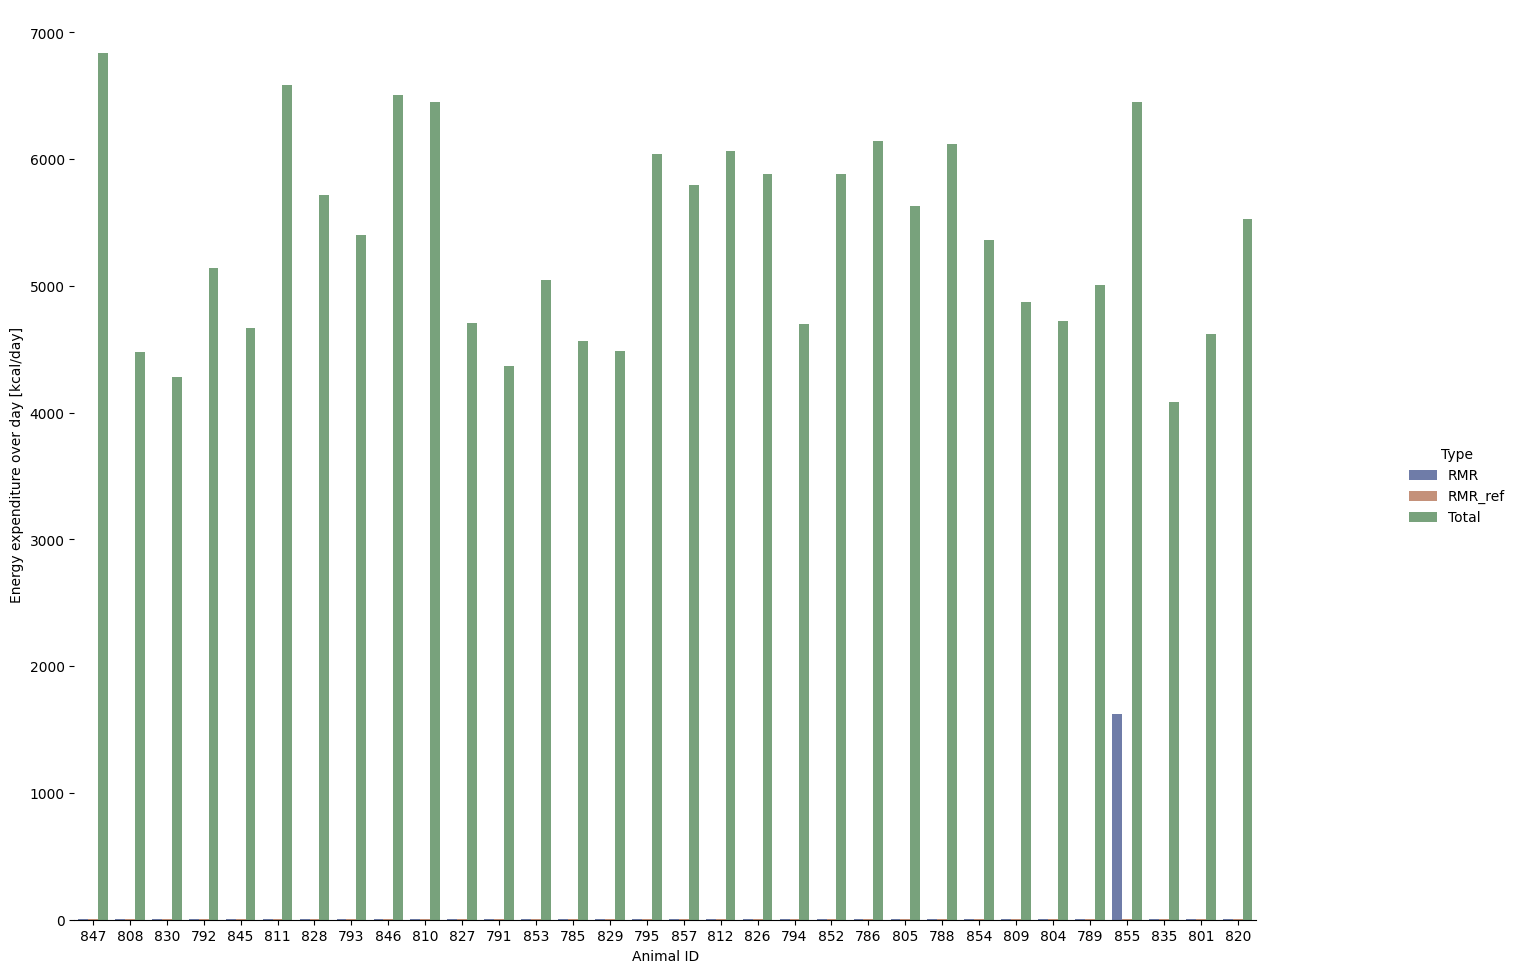 7000
6000
5000
4000
3000
2000
1000
0
Energy expenditure over day [kcal/day]
847 808 830 792 845 811 828 793 846 810 827 791 853 785 829 795 857 812 826 794 852 786 805 788 854 809 804 789 855 835 801 820
Animal ID
Type
RMR
RMR_ref
Total